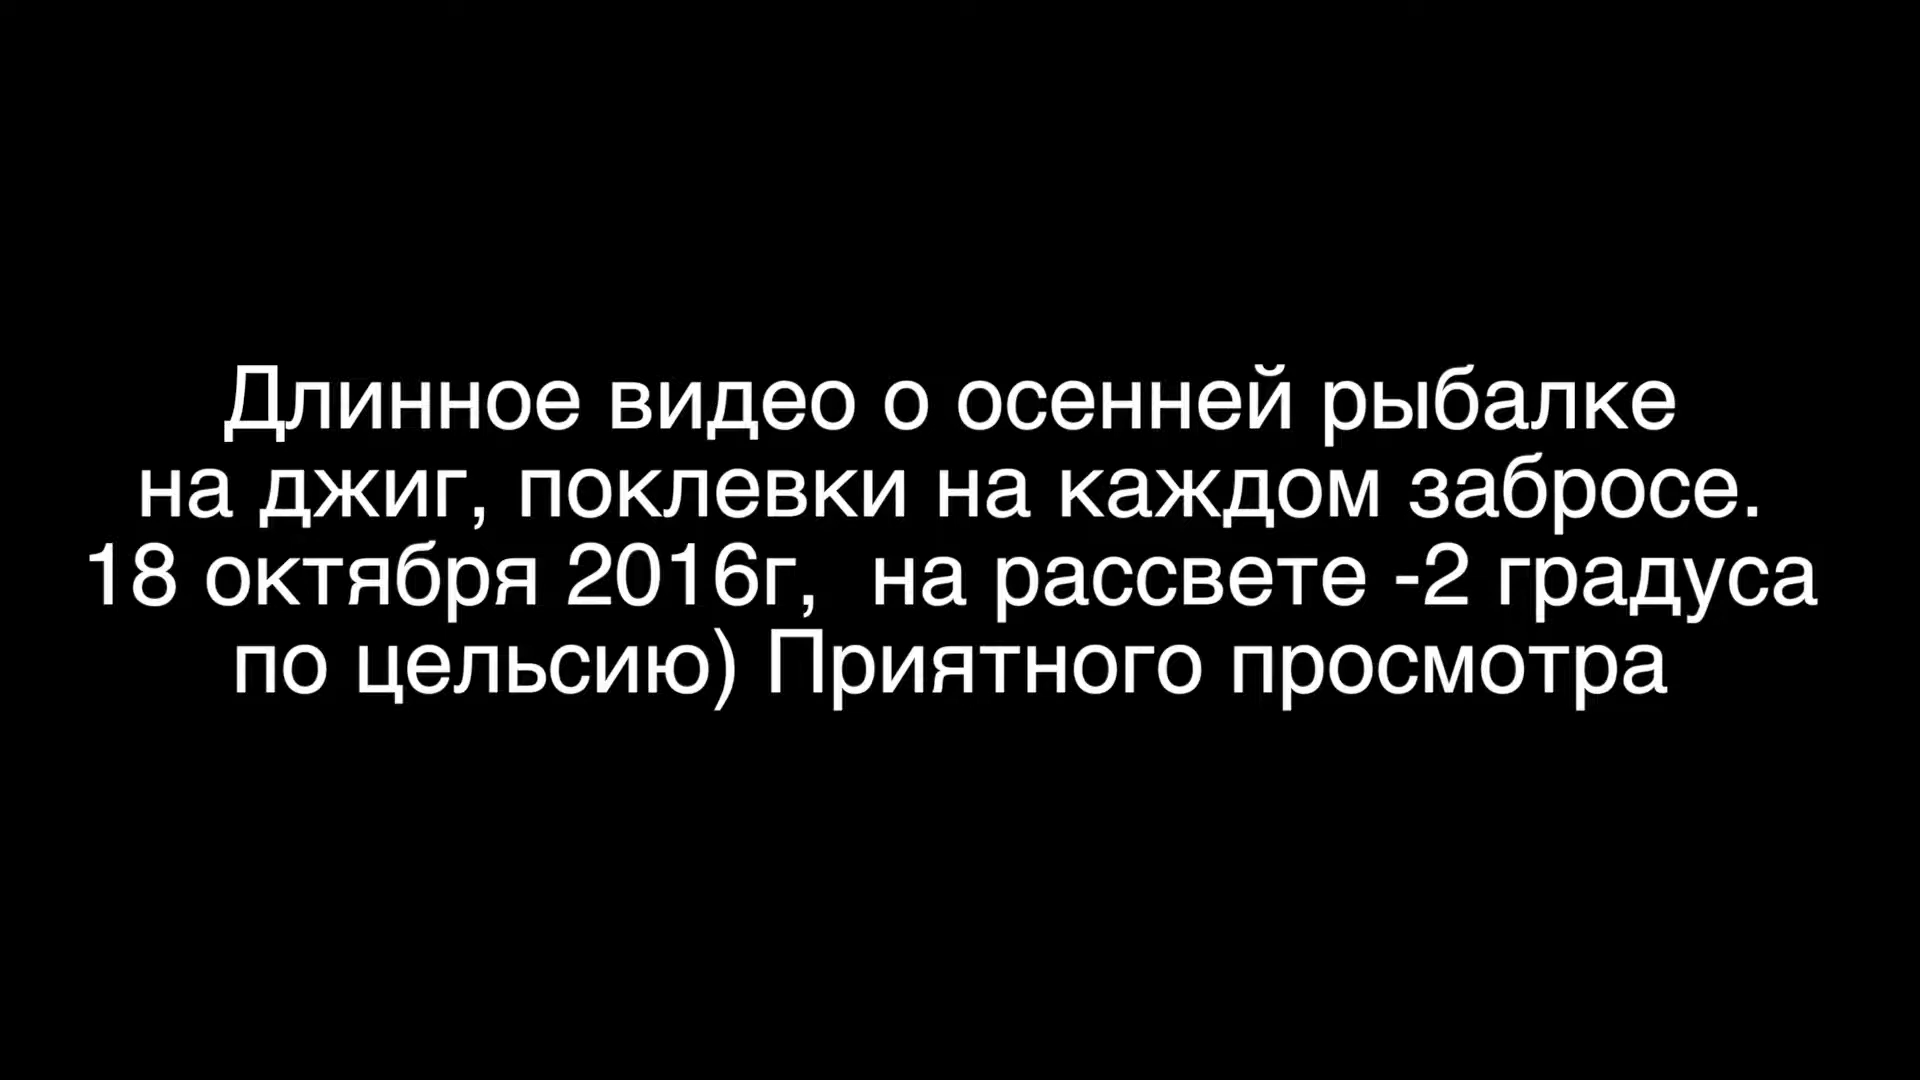 Длинное видео о осенней рыбалке
на джиг, поклевки на каждом забросе.
18 октября 2016г,  на рассвете -2 градуса
по цельсию) Приятного просмотра